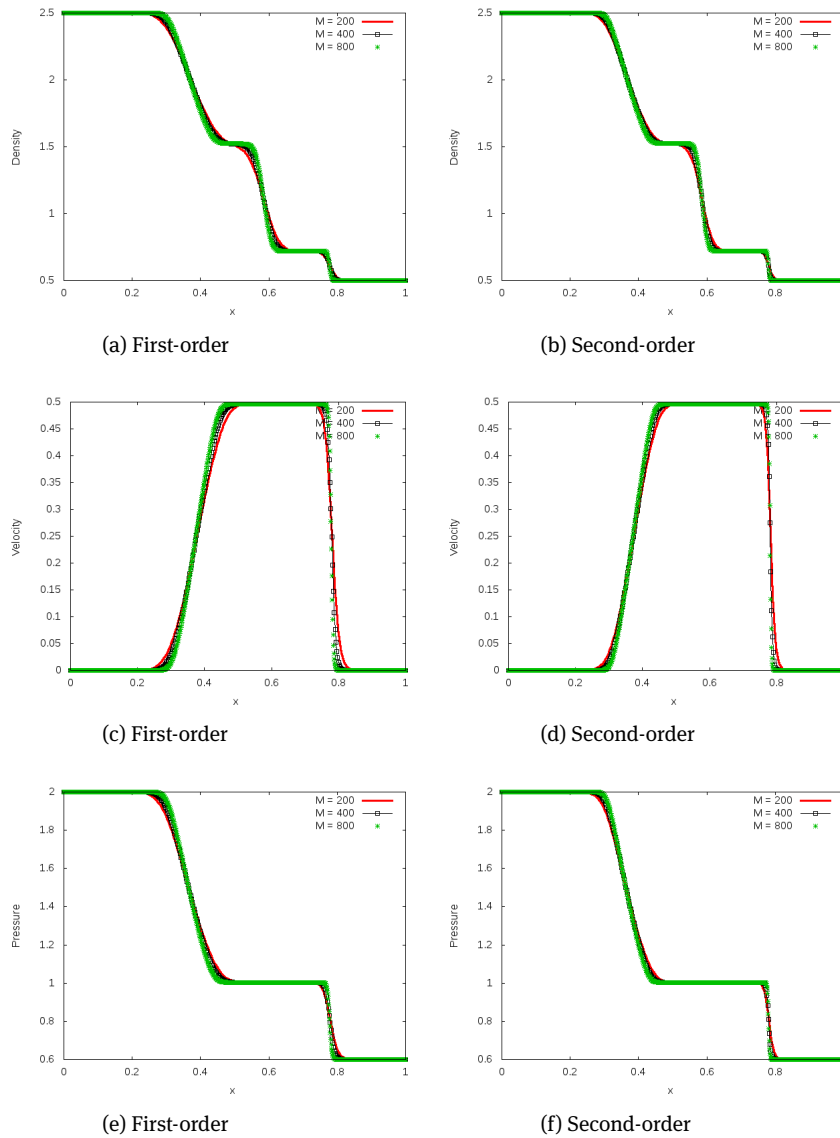 2.5
2
1.5
1
0.5
0 0.2 0.4 0.6 0.8 1
Density
x
M = 200
M = 400
M = 800
(a) First-order
2.5
2
1.5
1
0.5
0 0.2 0.4 0.6 0.8
Density
x
M = 200
M = 400
M = 800
(b) Second-order
0.5
0.45
0.4
0.35
0.3
0.25
0.2
0.15
0.1
0.05
0
0 0.2 0.4 0.6 0.8 1
Velocity
x
M = 200
M = 400
M = 800
(c) First-order
0.5
0.45
0.4
0.35
0.3
0.25
0.2
0.15
0.1
0.05
0
0 0.2 0.4 0.6 0.8
Velocity
x
M = 200
M = 400
M = 800
(d) Second-order
2
1.8
1.6
1.4
1.2
1
0.8
0.6
0 0.2 0.4 0.6 0.8 1
Pressure
x
M = 200
M = 400
M = 800
(e) First-order
2
1.8
1.6
1.4
1.2
1
0.8
0.6
0 0.2 0.4 0.6 0.8
Pressure
x
M = 200
M = 400
M = 800
(f) Second-order